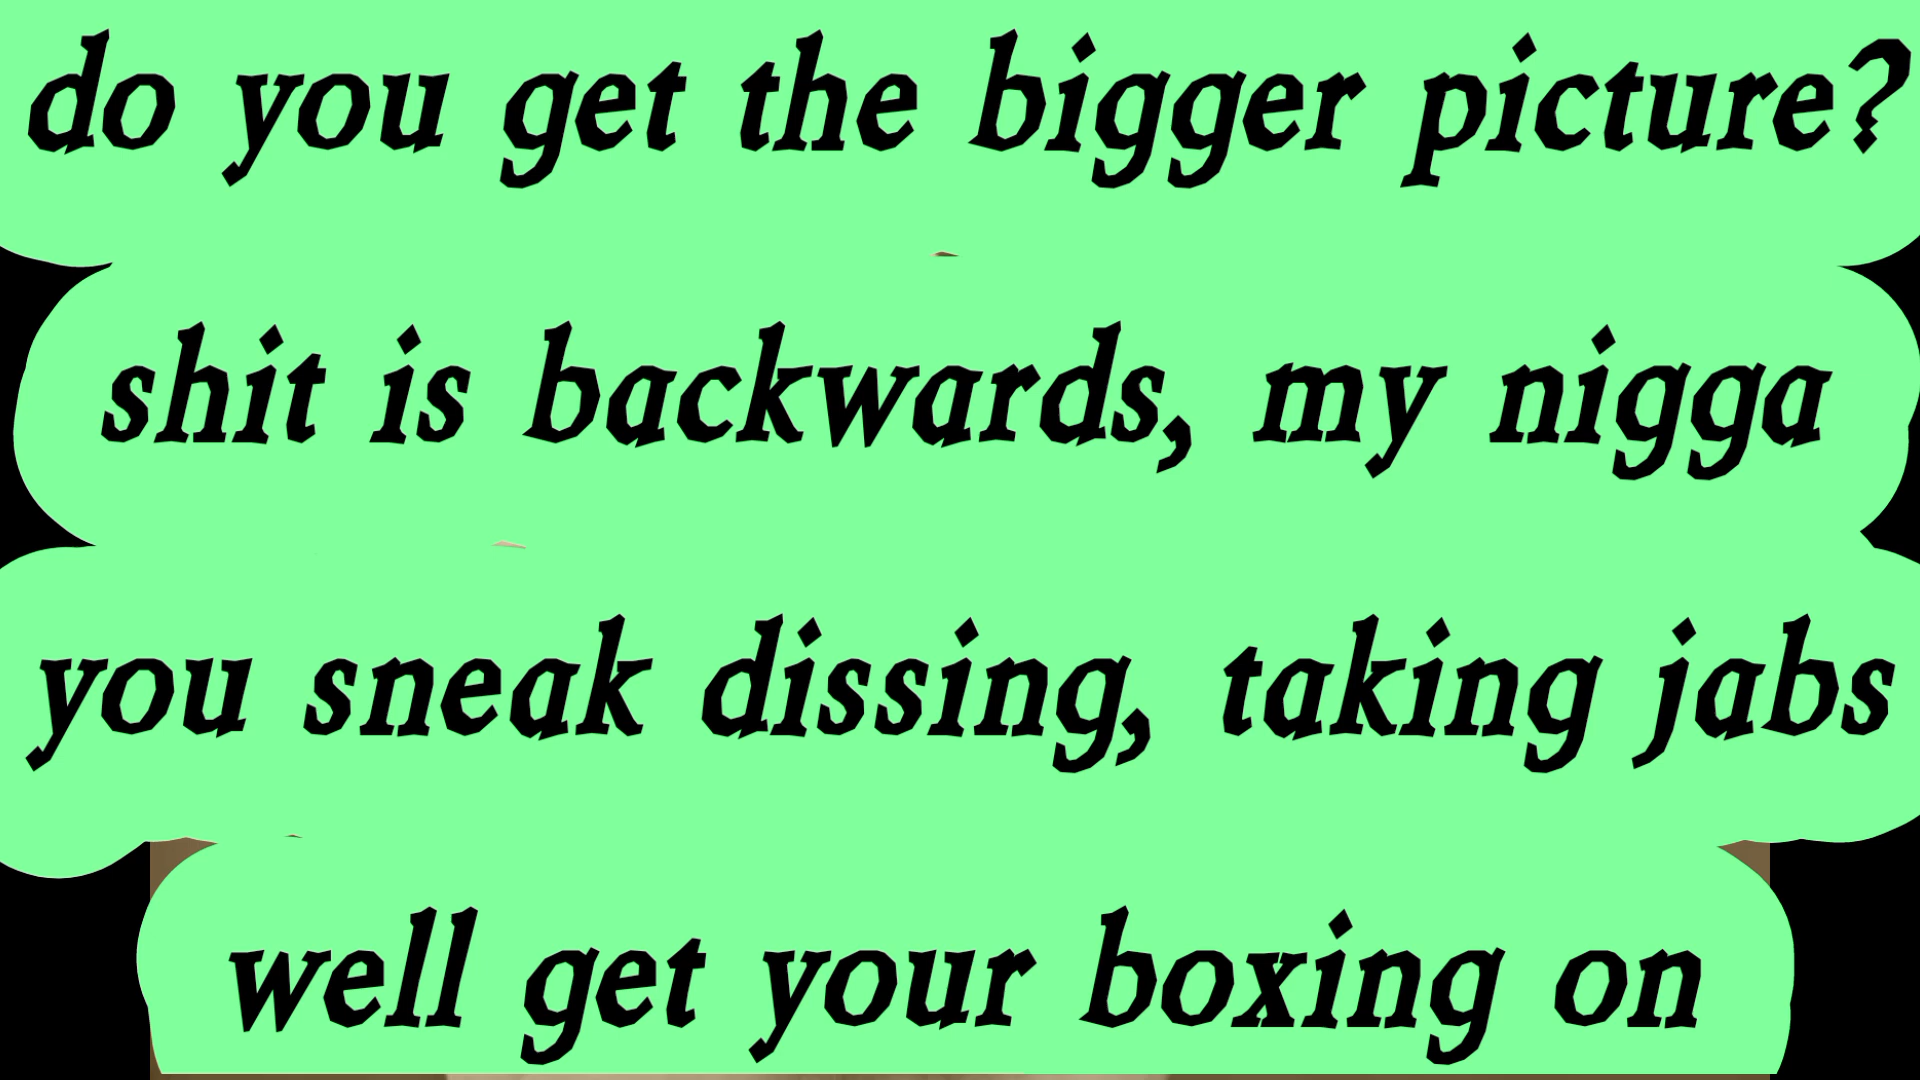 do you get the bigger picture?
shit is backwards, my nigga
you sneak dissing, taking jabs
well get your boxing on